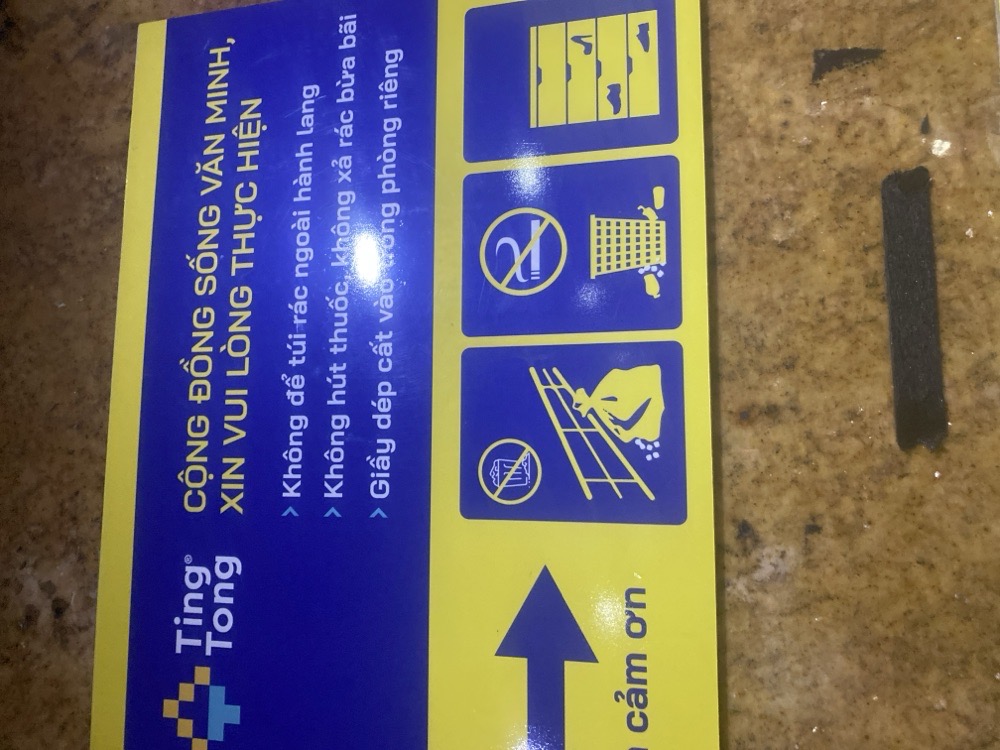 Ting®
Tong
CỘNG ĐỒNG SỐNG VĂN MINH,
XIN VUI LÒNG THỰC HIỆN
> Không để túi rác ngoài hành lang
> Không hút thuốc, không xả rác bừa bãi
> Giầy dép cất vào phòng riêng
cảm ơn